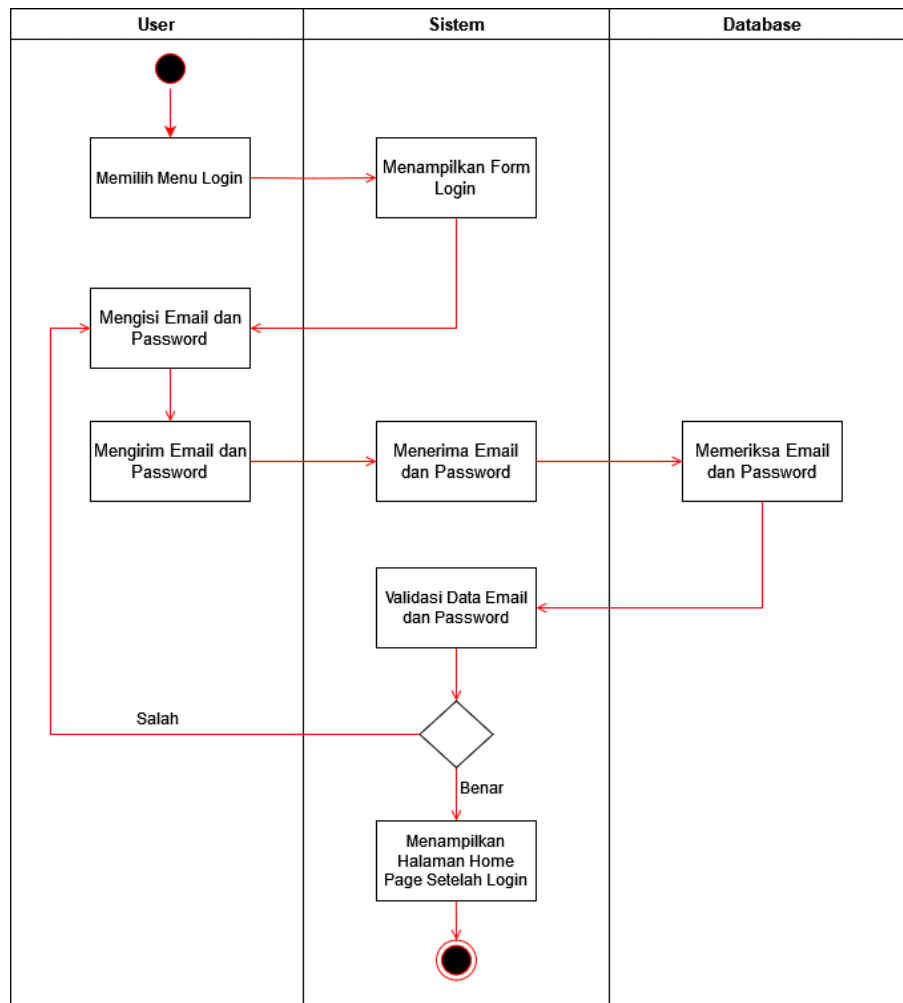 User
Sistem
Database
Memilih Menu Login
Menampilkan Form
Login
Mengisi Email dan
Password
Mengirim Email dan
Password
Menerima Email
dan Password
Memeriksa Email
dan Password
Validasi Data Email
dan Password
Salah
Benar
Menampilkan
Halaman Home
Page Setelah Login